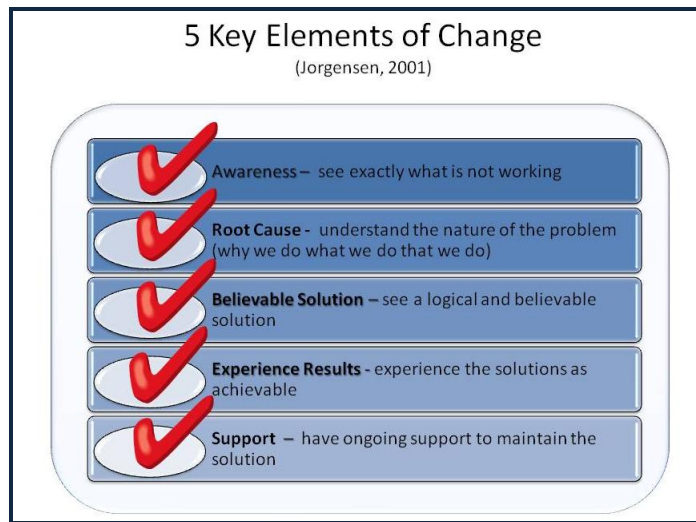 5 Key Elements of Change
(Jorgensen, 2001)
Awareness – see exactly what is not working
Root Cause - understand the nature of the problem
(why we do what we do that we do)
Believable Solution – see a logical and believable
solution
Experience Results - experience the solutions as
achievable
Support – have ongoing support to maintain the
solution